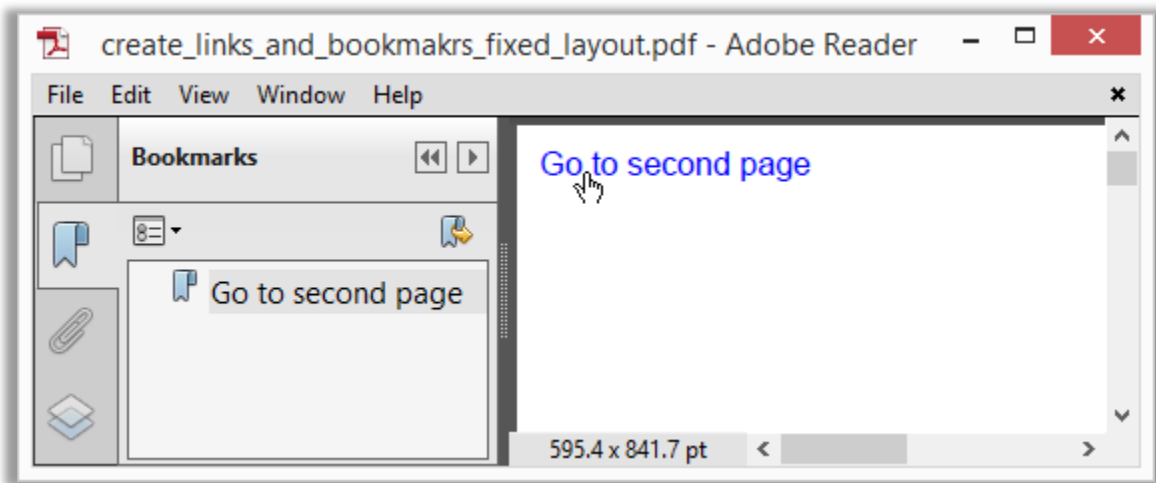 create_links_and_bookmakrs_fixed_layout.pdf - Adobe Reader
File Edit View Window Help
Bookmarks
Go to second page
Go to second page
595.4 x 841.7 pt